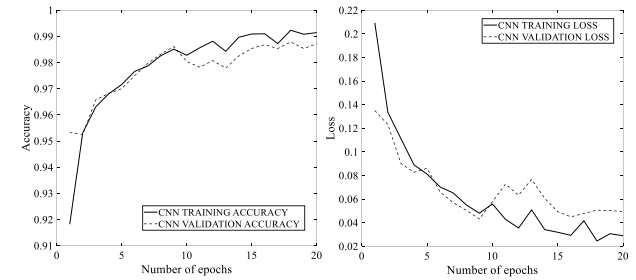 1
0.99
0.98
0.97
0.96
0.95
0.94
0.93
0.92
0.91
Accuracy
CNN TRAINING ACCURACY
CNN VALIDATION ACCURACY
0 5 10 15 20
Number of epochs
0.22
0.2
0.18
0.16
0.14
0.12
0.1
0.08
0.06
0.04
0.02
Loss
CNN TRAINING LOSS
CNN VALIDATION LOSS
0 5 10 15 20
Number of epochs